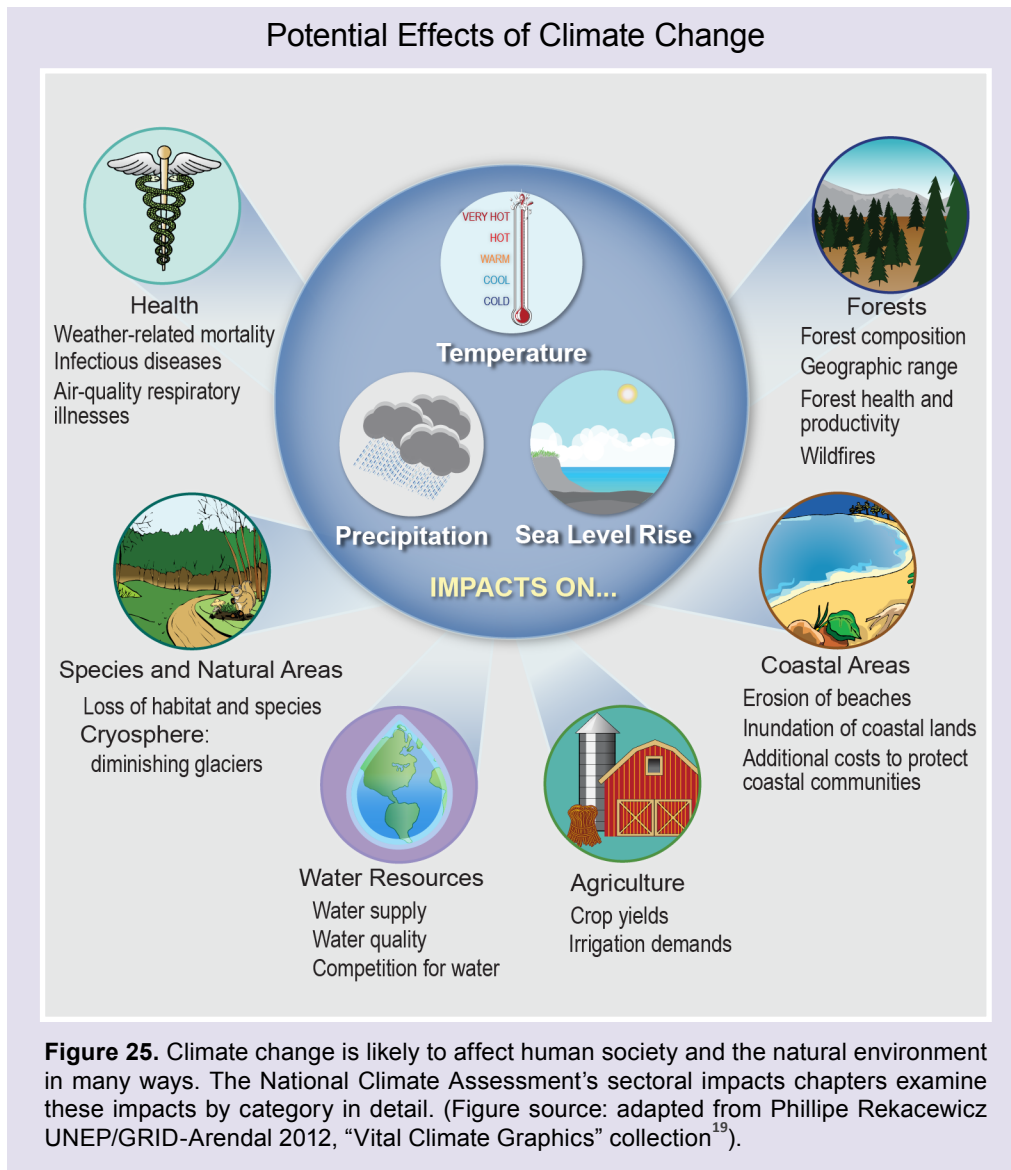 Potential Effects of Climate Change
VERY HOT
HOT
WARM
COOL
COLD
Temperature
Precipitation
Sea Level Rise
IMPACTS ON...
Health
Weather-related mortality
Infectious diseases
Air-quality respiratory
illnesses
Forests
Forest composition
Geographic range
Forest health and
productivity
Wildfires
Species and Natural Areas
Loss of habitat and species
Cryosphere:
diminishing glaciers
Coastal Areas
Erosion of beaches
Inundation of coastal lands
Additional costs to protect
coastal communities
Water Resources
Water supply
Water quality
Competition for water
Agriculture
Crop yields
Irrigation demands
Figure 25. Climate change is likely to affect human society and the natural environment
in many ways. The National Climate Assessment's sectoral impacts chapters examine
these impacts by category in detail. (Figure source: adapted from Phillipe Rekacewicz
UNEP/GRID-Arendal 2012, “Vital Climate Graphics” collection19).